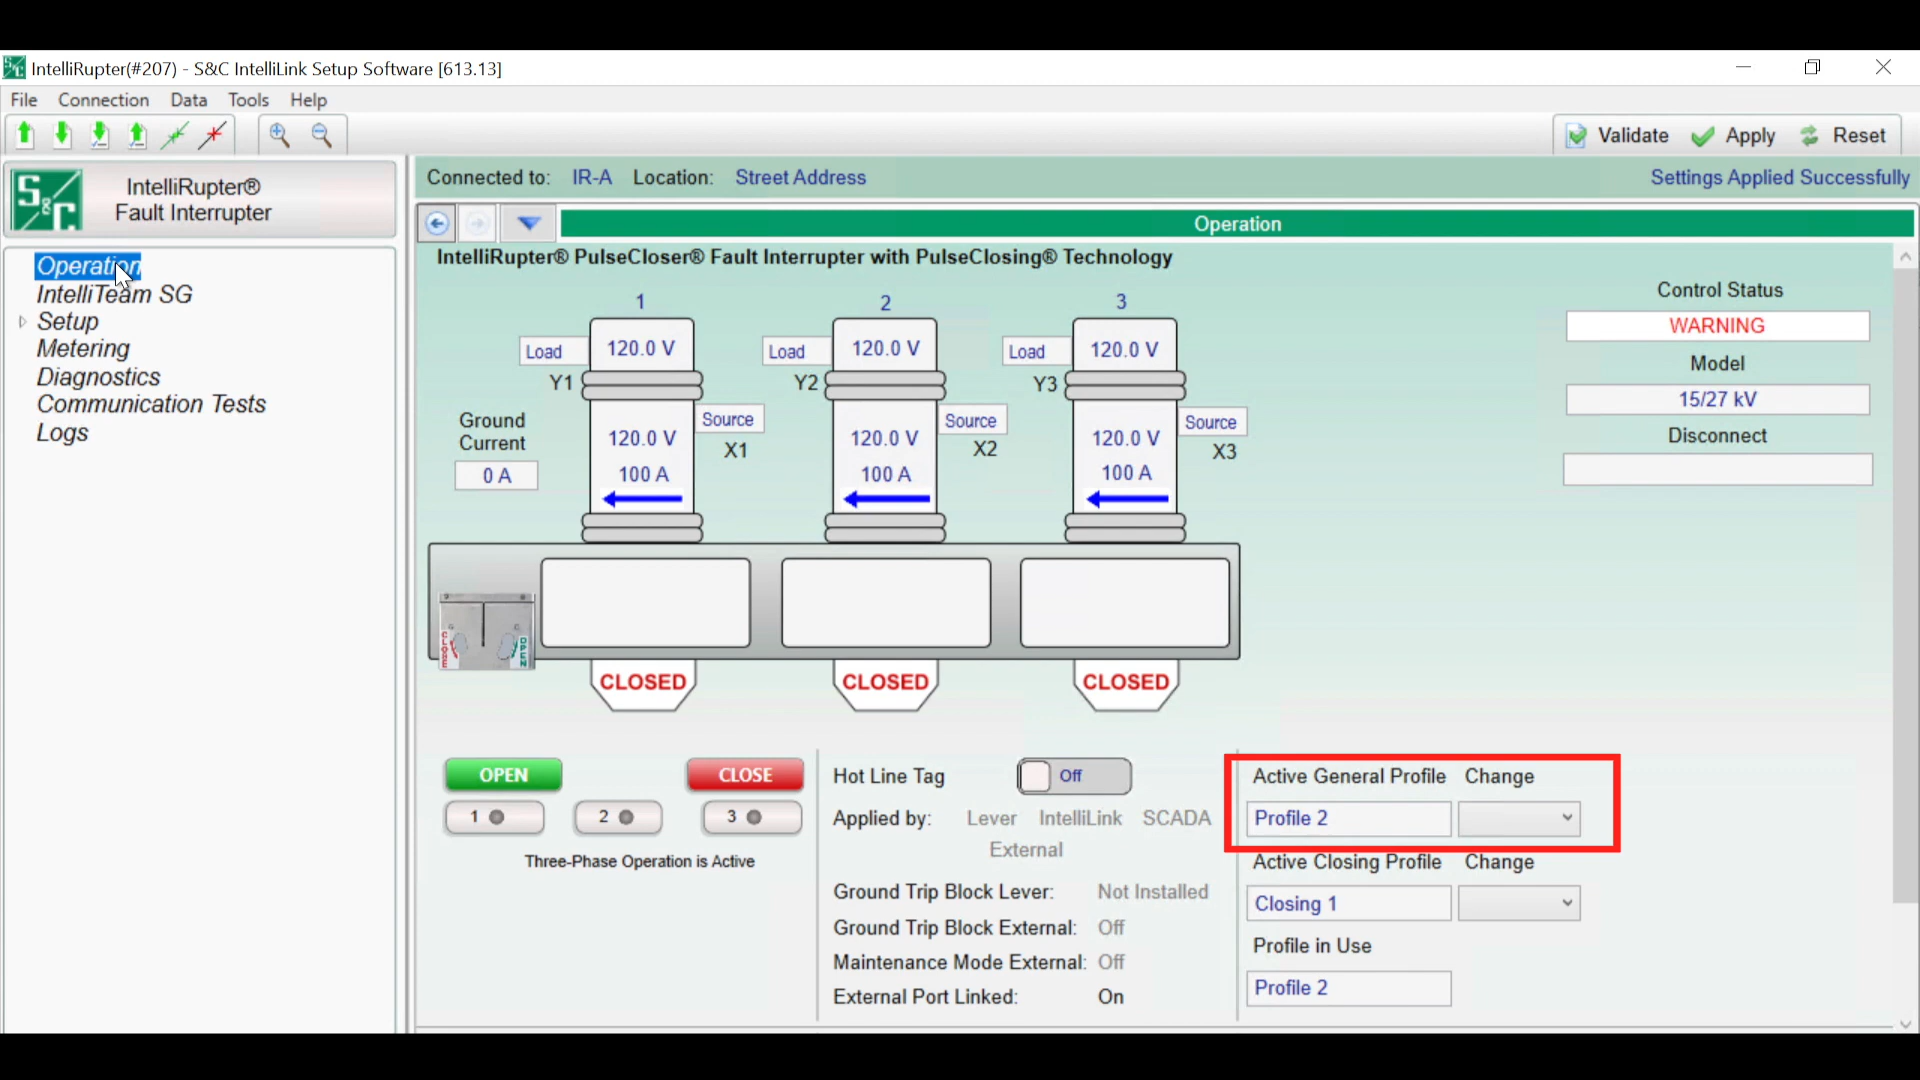 IntelliRupter(#207) - S&C IntelliLink Setup Software [613.13]
File Connection Data Tools Help
Validate Apply Reset
S&C
IntelliRupter®
Fault Interrupter
Connected to: IR-A Location: Street Address Settings Applied Successfully
Operation
Operation
IntelliTeam SG
Setup
Metering
Diagnostics
Communication Tests
Logs
IntelliRupter® PulseCloser® Fault Interrupter with PulseClosing® Technology
1 2 3
Load 120.0 V Load 120.0 V Load 120.0 V
Y1 Y2 Y3
Ground
Current
0 A
Source Source Source
120.0 V X1 120.0 V X2 120.0 V X3
100 A 100 A 100 A
CLOSE OPEN
CLOSED CLOSED CLOSED
Control Status
WARNING
Model
15/27 kV
Disconnect
OPEN CLOSE
1 2 3
Three-Phase Operation is Active
Hot Line Tag Off
Applied by: Lever IntelliLink SCADA
External
Ground Trip Block Lever: Not Installed
Ground Trip Block External: Off
Maintenance Mode External: Off
External Port Linked: On
Active General Profile Change
Profile 2
Active Closing Profile Change
Closing 1
Profile in Use
Profile 2